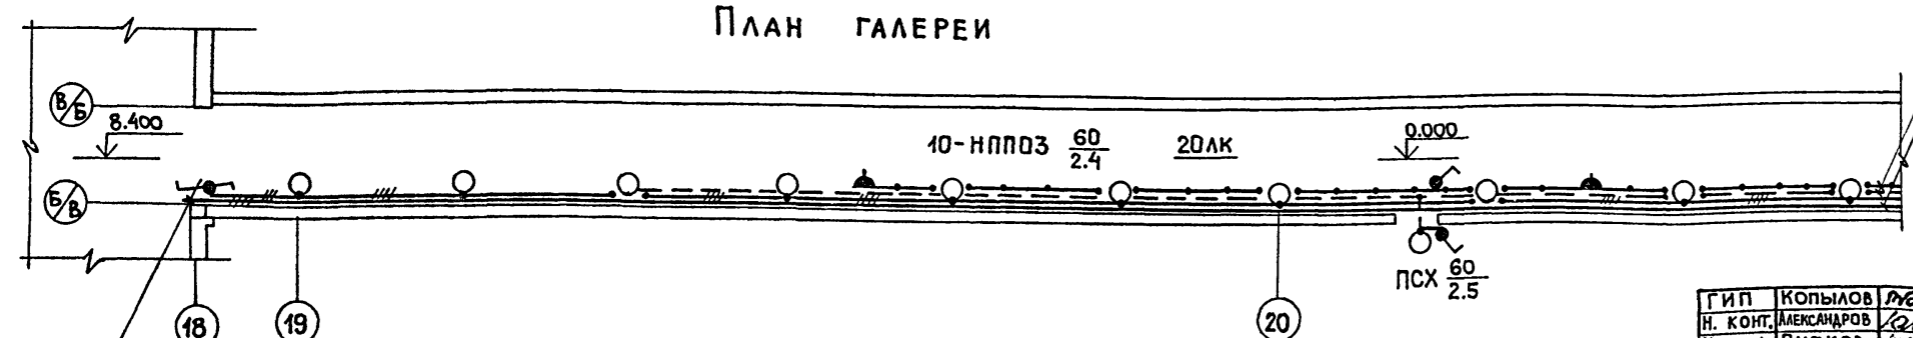 План галереи
В/Б
8.400
10-НПП03 60/2.4 20лк
0.000
Б/В
ПСХ 60/2.5
18
19
20
ГИП Копылов
Н. конт. Александров